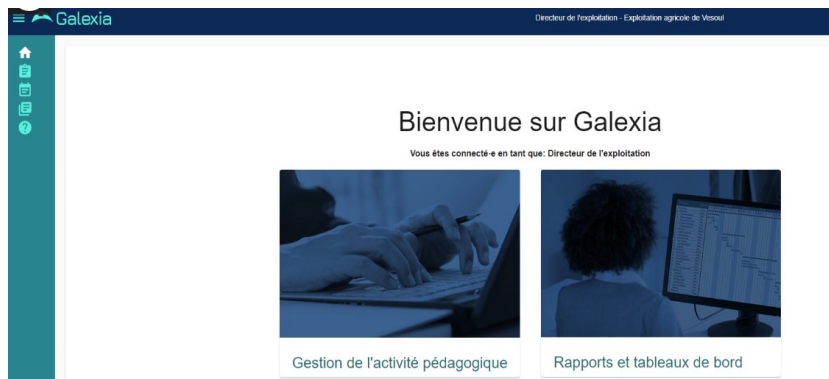 Galexia
Directeur de l'exploitation - Exploitation agricole de Vesoul
Bienvenue sur Galexia
Vous êtes connecté·e en tant que: Directeur de l'exploitation
Gestion de l'activité pédagogique
Rapports et tableaux de bord